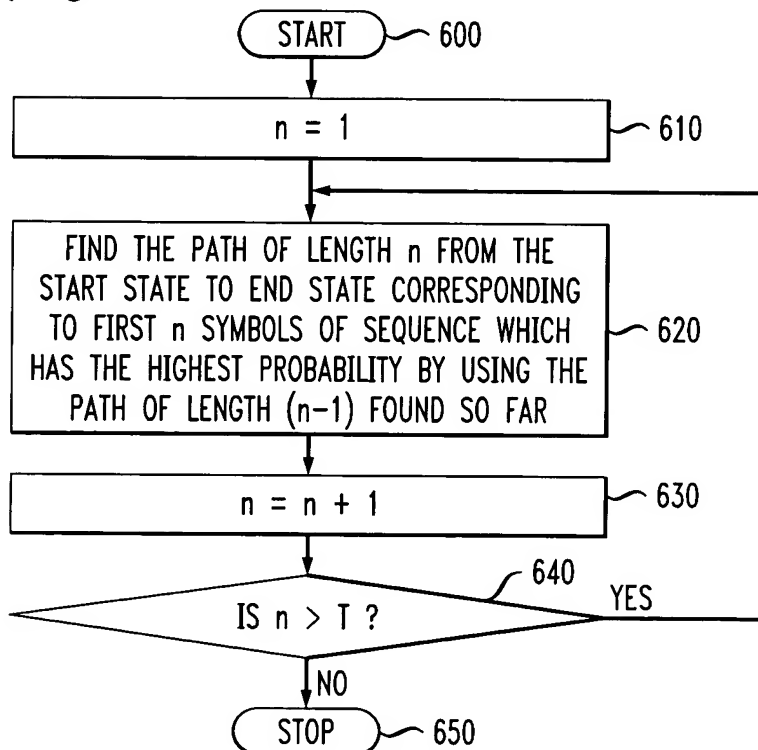 START
600
n = 1
610
FIND THE PATH OF LENGTH n FROM THE
START STATE TO END STATE CORRESPONDING
TO FIRST n SYMBOLS OF SEQUENCE WHICH
HAS THE HIGHEST PROBABILITY BY USING THE
PATH OF LENGTH (n-1) FOUND SO FAR
620
n = n + 1
630
640
IS n > T ?
YES
NO
STOP
650